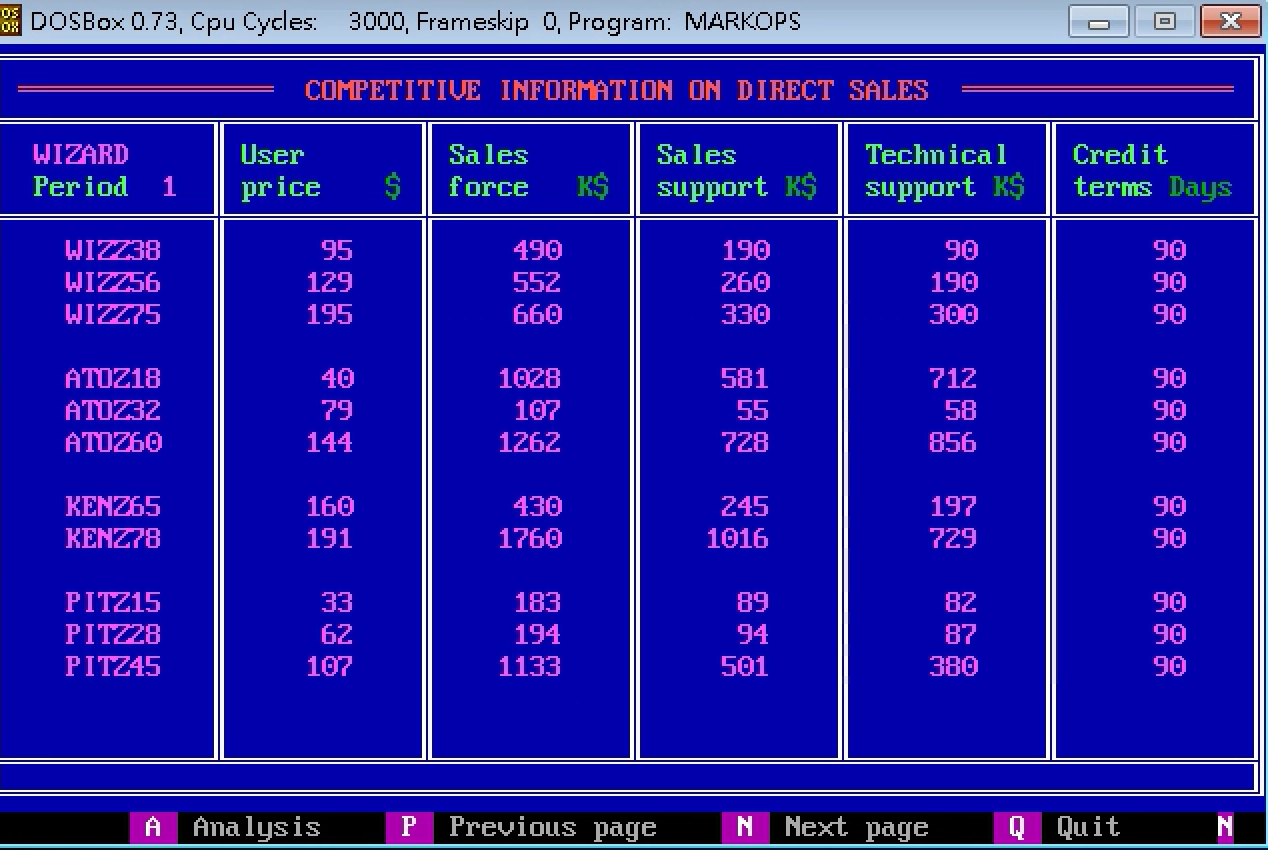 DOSBox 0.73, Cpu Cycles: 3000, Frameskip 0, Program: MARKOPS
COMPETITIVE INFORMATION ON DIRECT SALES
WIZARD User Sales Sales Technical Credit
Period 1 price $ force K$ support K$ support K$ terms Days
WIZZ38 95 490 190 90 90
WIZZ56 129 552 260 190 90
WIZZ75 195 660 330 300 90
ATOZ18 40 1028 581 712 90
ATOZ32 79 107 55 58 90
ATOZ60 144 1262 728 856 90
KENZ65 160 430 245 197 90
KENZ78 191 1760 1016 729 90
PITZ15 33 183 89 82 90
PITZ28 62 194 94 87 90
PITZ45 107 1133 501 380 90
A Analysis P Previous page N Next page Q Quit N